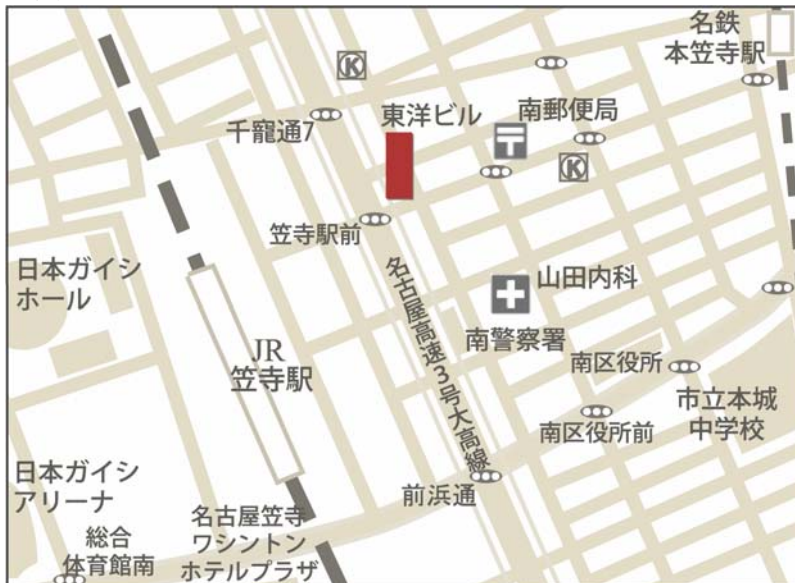 名鉄
本笠寺駅
K
東洋ビル
南郵便局
千竈通7
K
笠寺駅前
日本ガイシ
ホール
名古屋高速3号大高線
山田内科
南警察署
JR
笠寺駅
南区役所
市立本城
中学校
南区役所前
日本ガイシ
アリーナ
前浜通
名古屋笠寺
ワシントン
ホテルプラザ
総合
体育館南